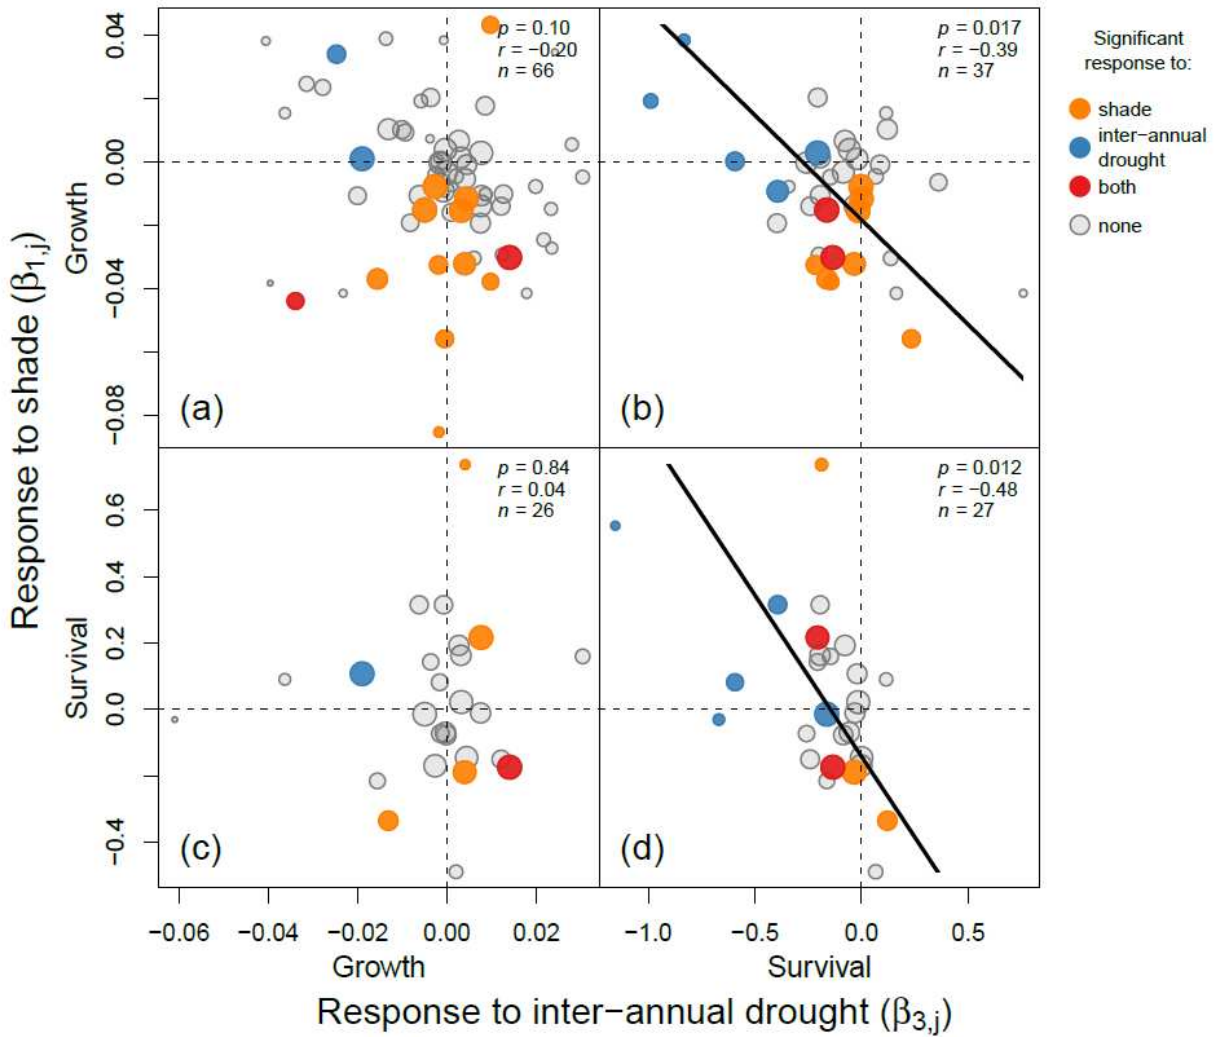 p = 0.10
r = −0.20
n = 66
p = 0.017
r = −0.39
n = 37
Significant
response to:
shade
inter−annual
drought
both
none
0.04
0.00
−0.04
−0.08
Growth
Response to shade (β1,j)
(a)
(b)
p = 0.84
r = 0.04
n = 26
p = 0.012
r = −0.48
n = 27
0.6
0.4
0.2
0.0
−0.4
Survival
(c)
(d)
−0.06 −0.04 −0.02 0.00 0.02
−1.0 −0.5 0.0 0.5
Growth
Survival
Response to inter−annual drought (β3,j)